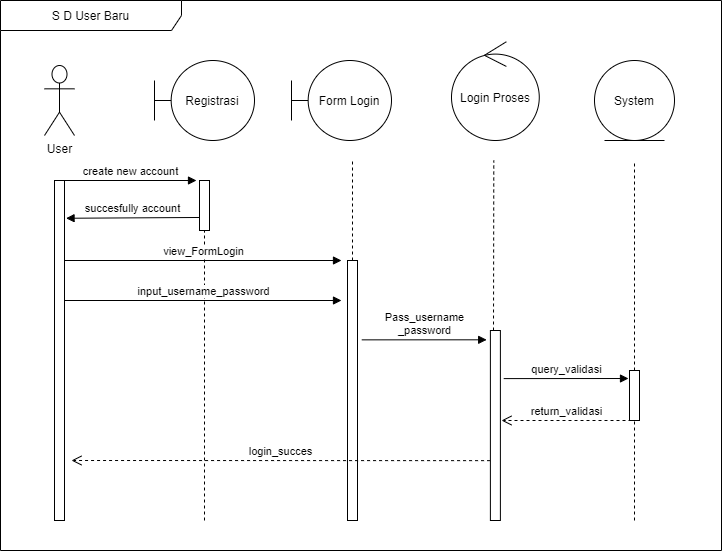 S D User Baru
Registrasi
Form Login
Login Proses
System
User
create new account
succesfully account
view_FormLogin
input_username_password
Pass_username
_password
query_validasi
return_validasi
login_succes